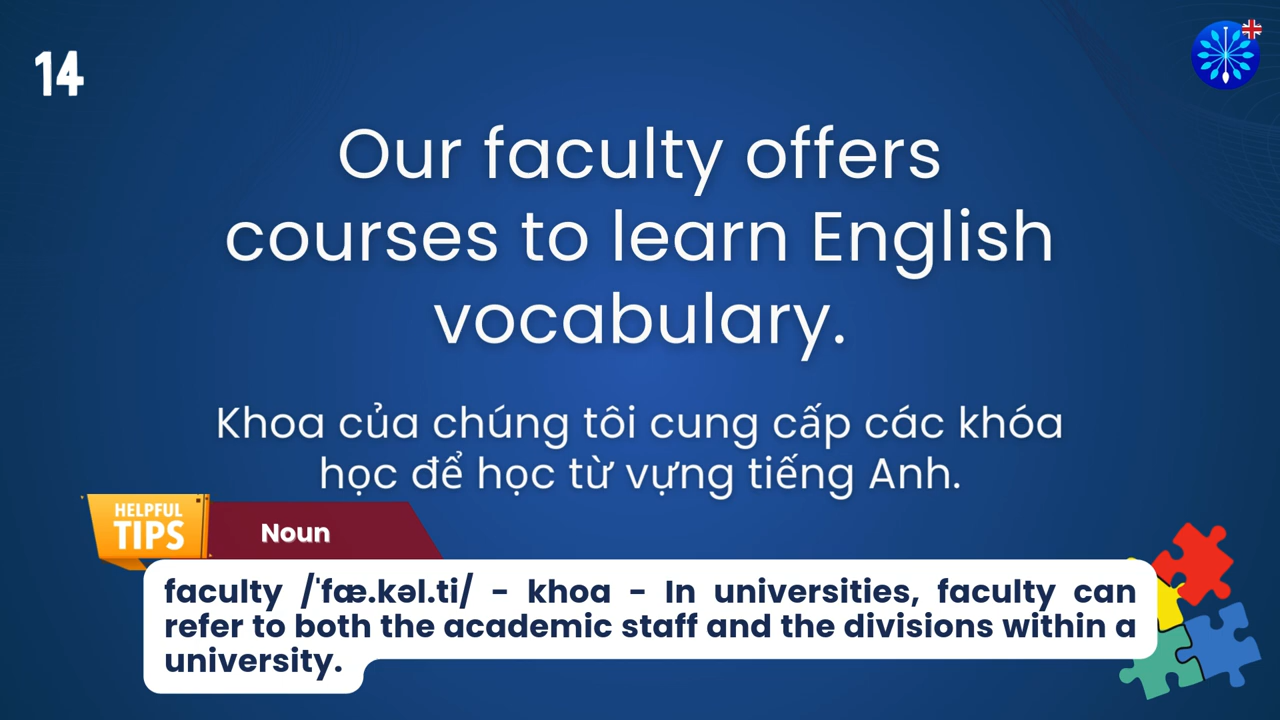 14
Our faculty offers
courses to learn English
vocabulary.
Khoa của chúng tôi cung cấp các khóa
học để học từ vựng tiếng Anh.
HELPFUL
TIPS
Noun
faculty /ˈfæ.kəl.ti/ - khoa - In universities, faculty can
refer to both the academic staff and the divisions within a
university.